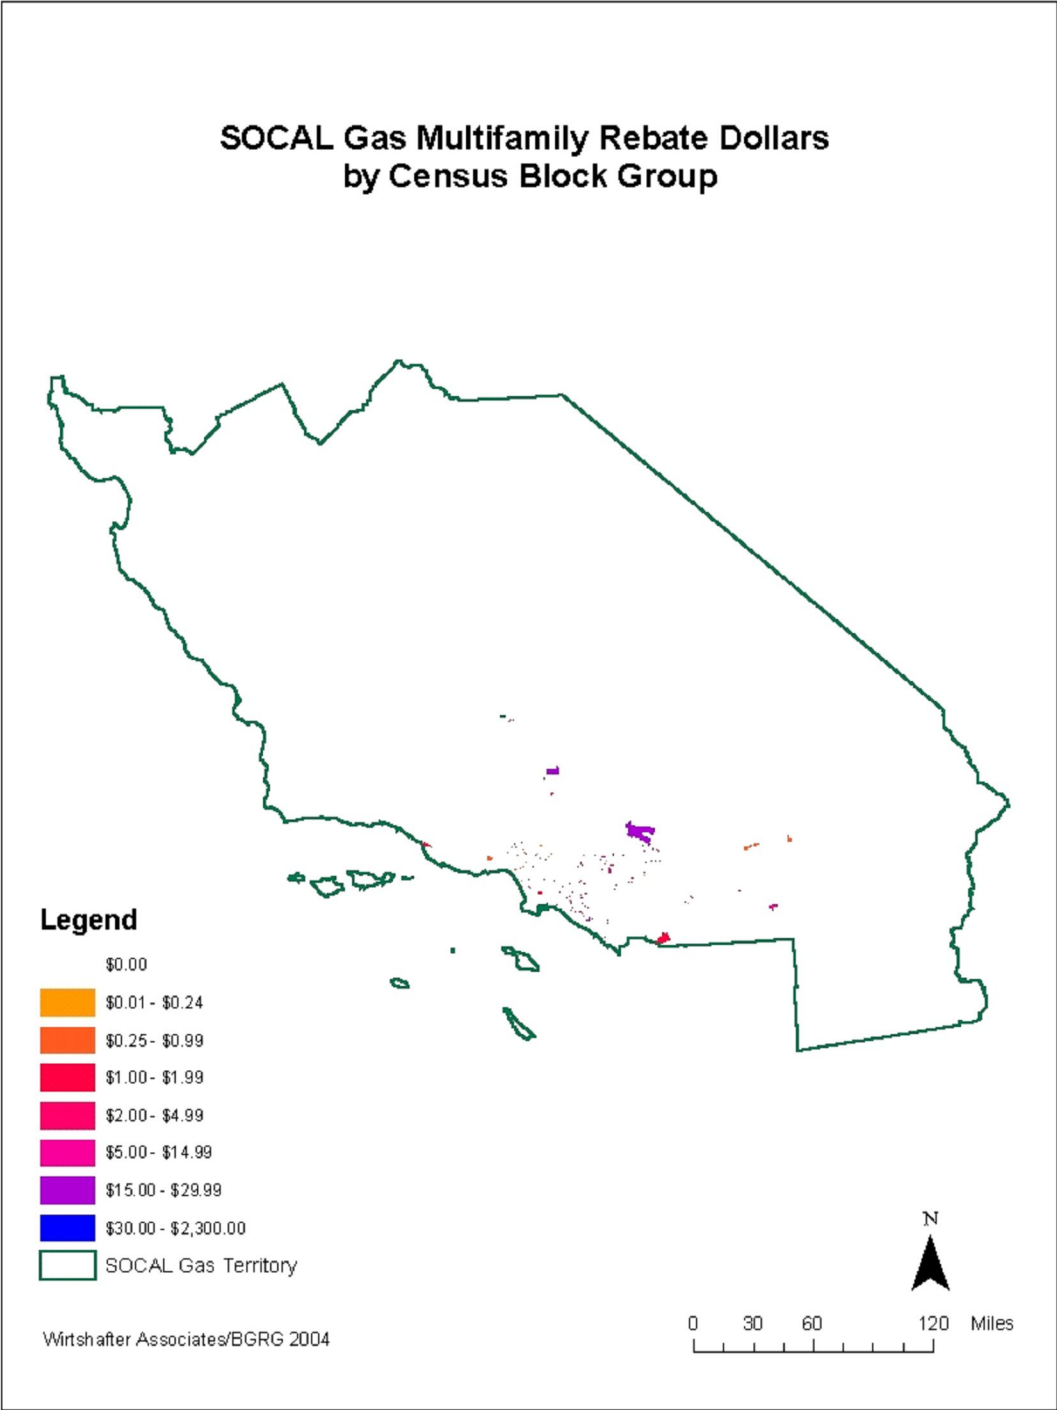 SOCAL Gas Multifamily Rebate Dollars
by Census Block Group
Legend
$0.00
$0.01 - $0.24
$0.25 - $0.99
$1.00 - $1.99
$2.00 - $4.99
$5.00 - $14.99
$15.00 - $29.99
$30.00 - $2,300.00
SOCAL Gas Territory
Wirtshafter Associates/BGRG 2004
N
0 30 60 120 Miles